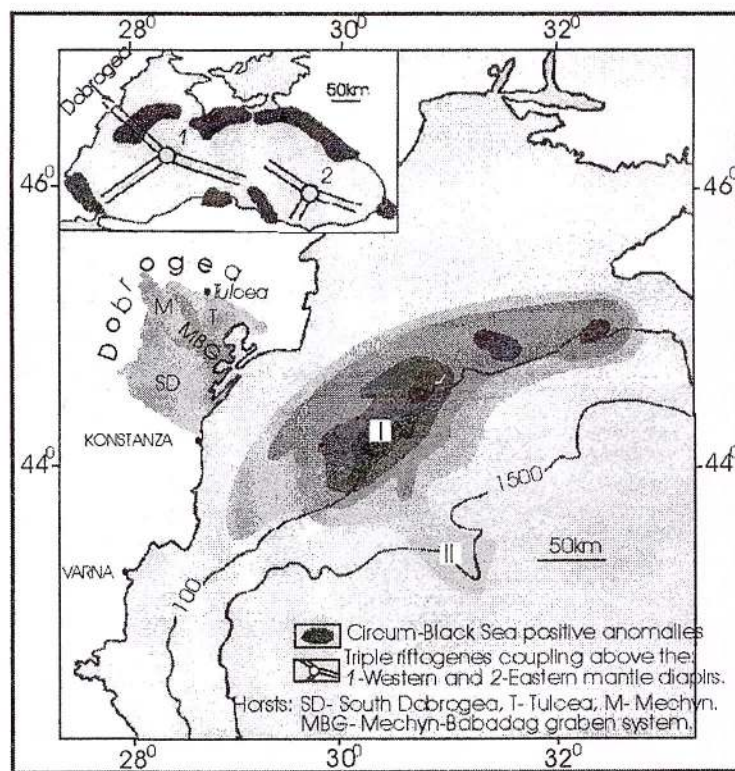 28° 30° 32°
Dobrogea
50km
1
2
46° 46°
Dobrogea
Tulcea
M T
MBG
SD
I
KONSTANZA
44° 44°
1500
II
50km
VARNA
100
Circum-Black Sea positive anomalies
Triple riftogenes coupling above the:
1-Western and 2-Eastern mantle diapirs.
Horsts: SD- South Dobrogea, T- Tulcea; M- Mechyn.
MBG- Mechyn-Babadag graben system.
28° 30° 32°